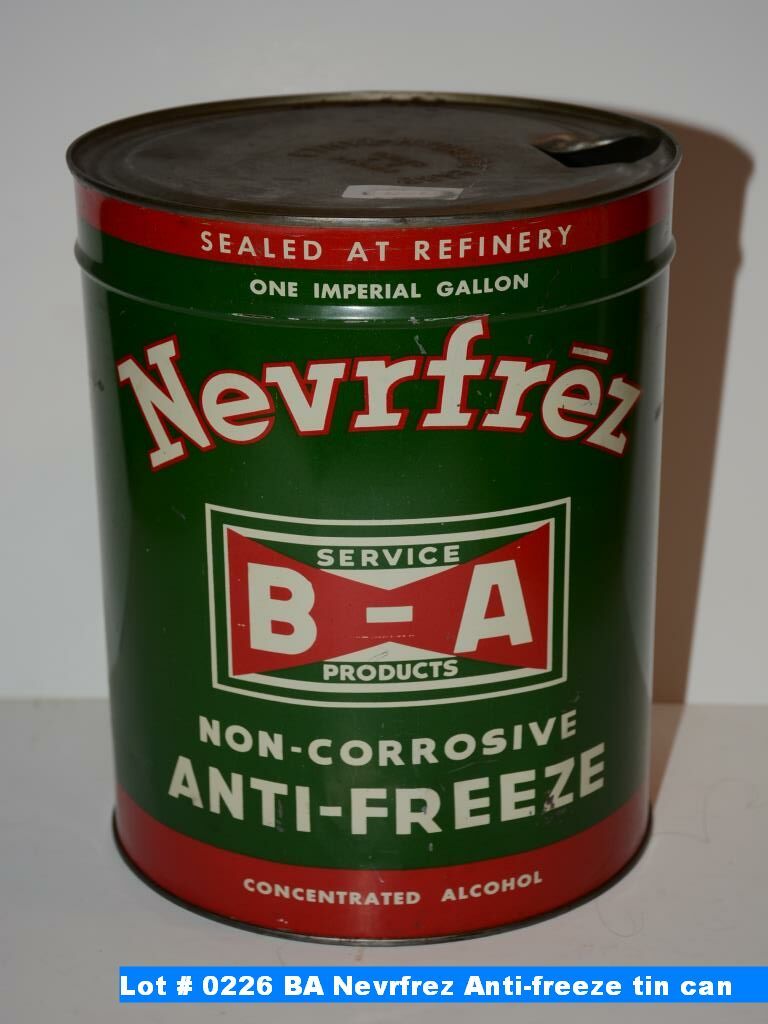 SEALED AT REFINERY
ONE IMPERIAL GALLON
Nevrfrēz
SERVICE
B-A
PRODUCTS
NON-CORROSIVE
ANTI-FREEZE
CONCENTRATED ALCOHOL
Lot # 0226 BA Nevrfrez Anti-freeze tin can